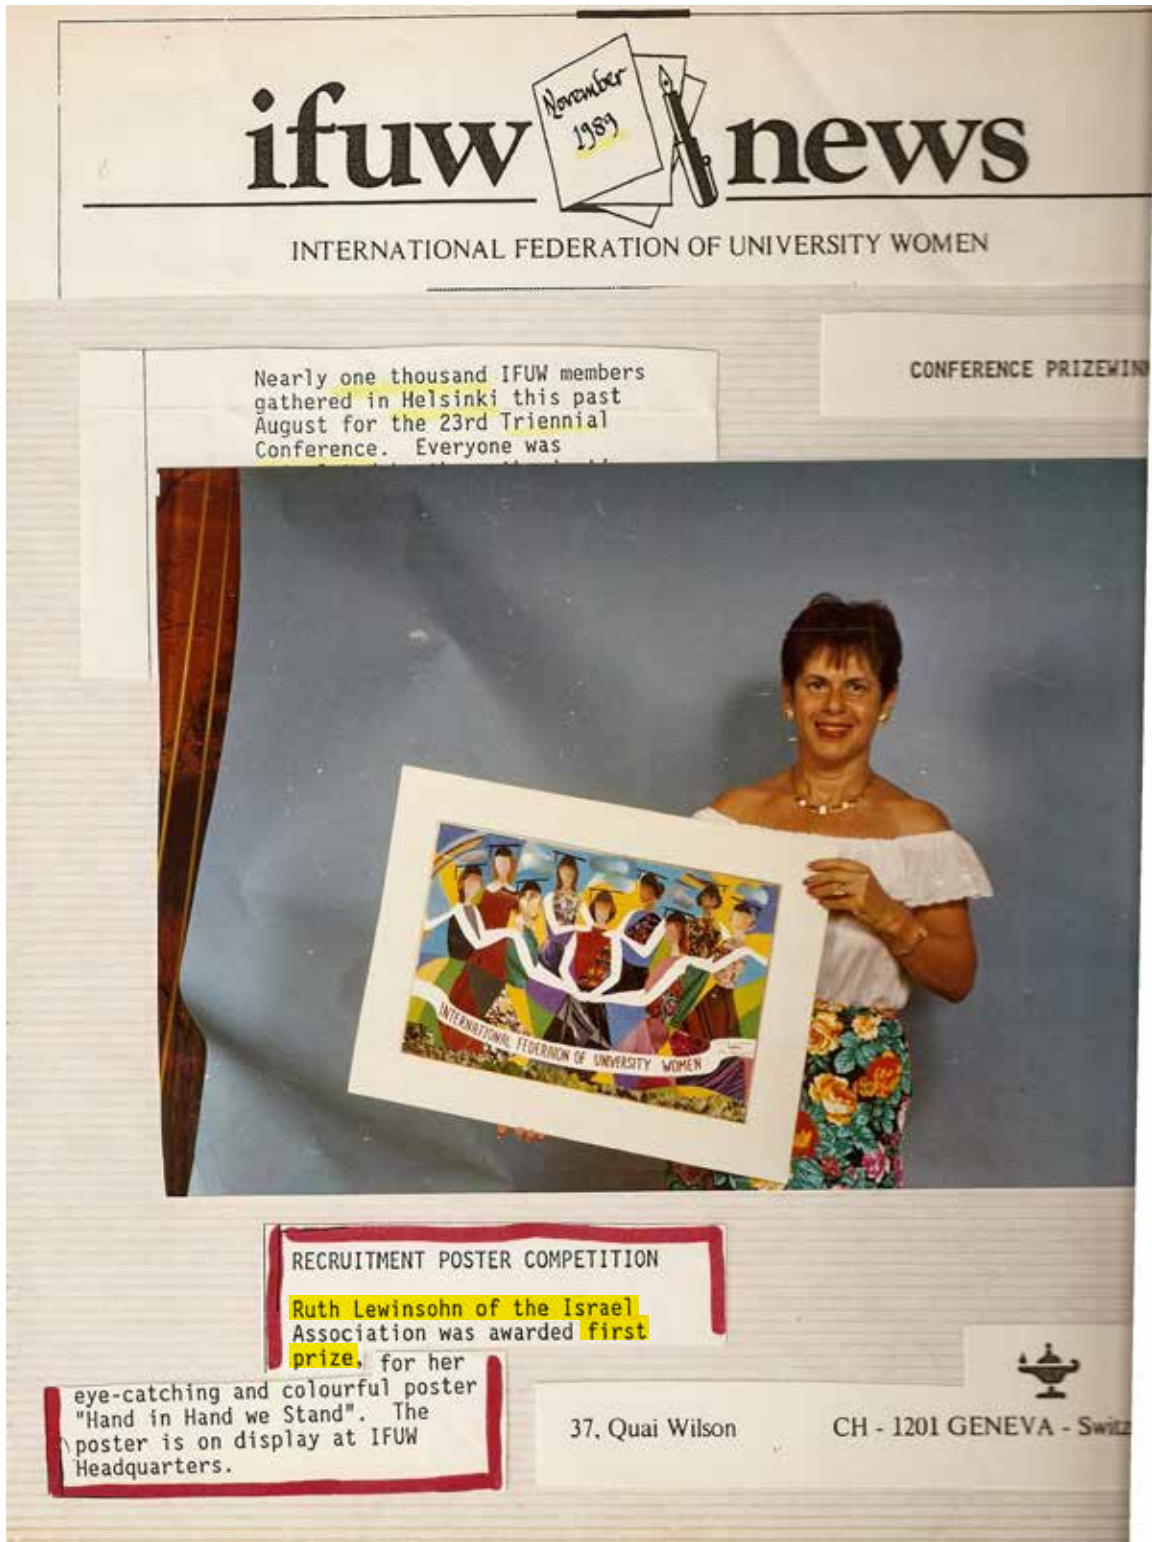 November
1989
ifuw news
INTERNATIONAL FEDERATION OF UNIVERSITY WOMEN
Nearly one thousand IFUW members
gathered in Helsinki this past
August for the 23rd Triennial
Conference. Everyone was
CONFERENCE PRIZEWINN
INTERNATIONAL FEDERAION OF UNIVERSITY WOMEN
RECRUITMENT POSTER COMPETITION
Ruth Lewinsohn of the Israel
Association was awarded first
prize, for her
eye-catching and colourful poster
"Hand in Hand we Stand". The
poster is on display at IFUW
Headquarters.
37, Quai Wilson CH - 1201 GENEVA - Switz